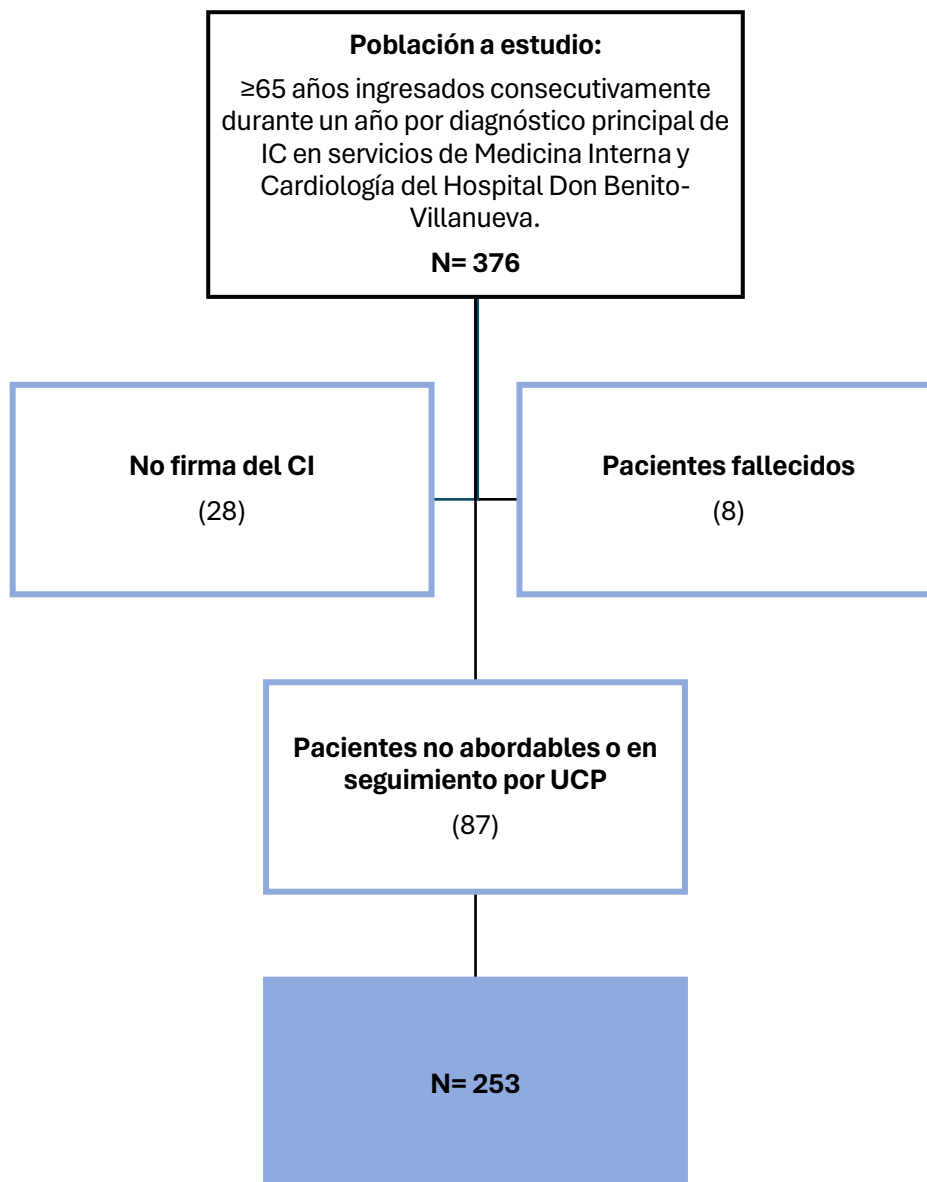 Población a estudio:
≥65 años ingresados consecutivamente
durante un año por diagnóstico principal de
IC en servicios de Medicina Interna y
Cardiología del Hospital Don Benito-
Villanueva.
N= 376
No firma del CI
(28)
Pacientes fallecidos
(8)
Pacientes no abordables o en
seguimiento por UCP
(87)
N= 253